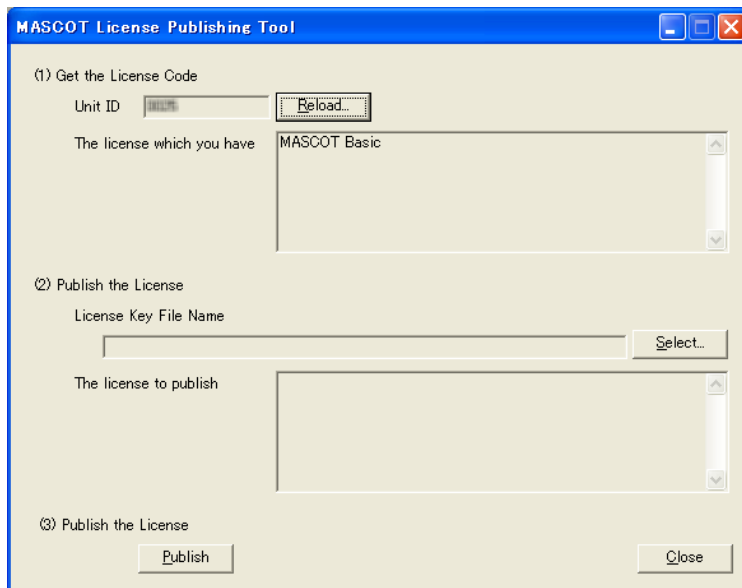 MASCOT License Publishing Tool
(1) Get the License Code
Unit ID
Reload...
The license which you have
MASCOT Basic
(2) Publish the License
License Key File Name
Select...
The license to publish
(3) Publish the License
Publish
Close